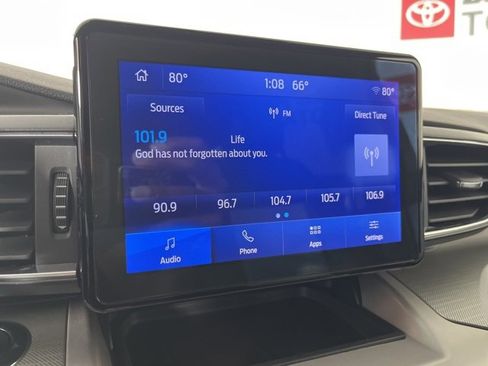 80°
1:08 66°
80°
Sources
FM
Direct Tune
101.9
Life
God has not forgotten about you.
90.9 96.7 104.7 105.7 106.9
Audio
Phone
Apps
Settings
TO